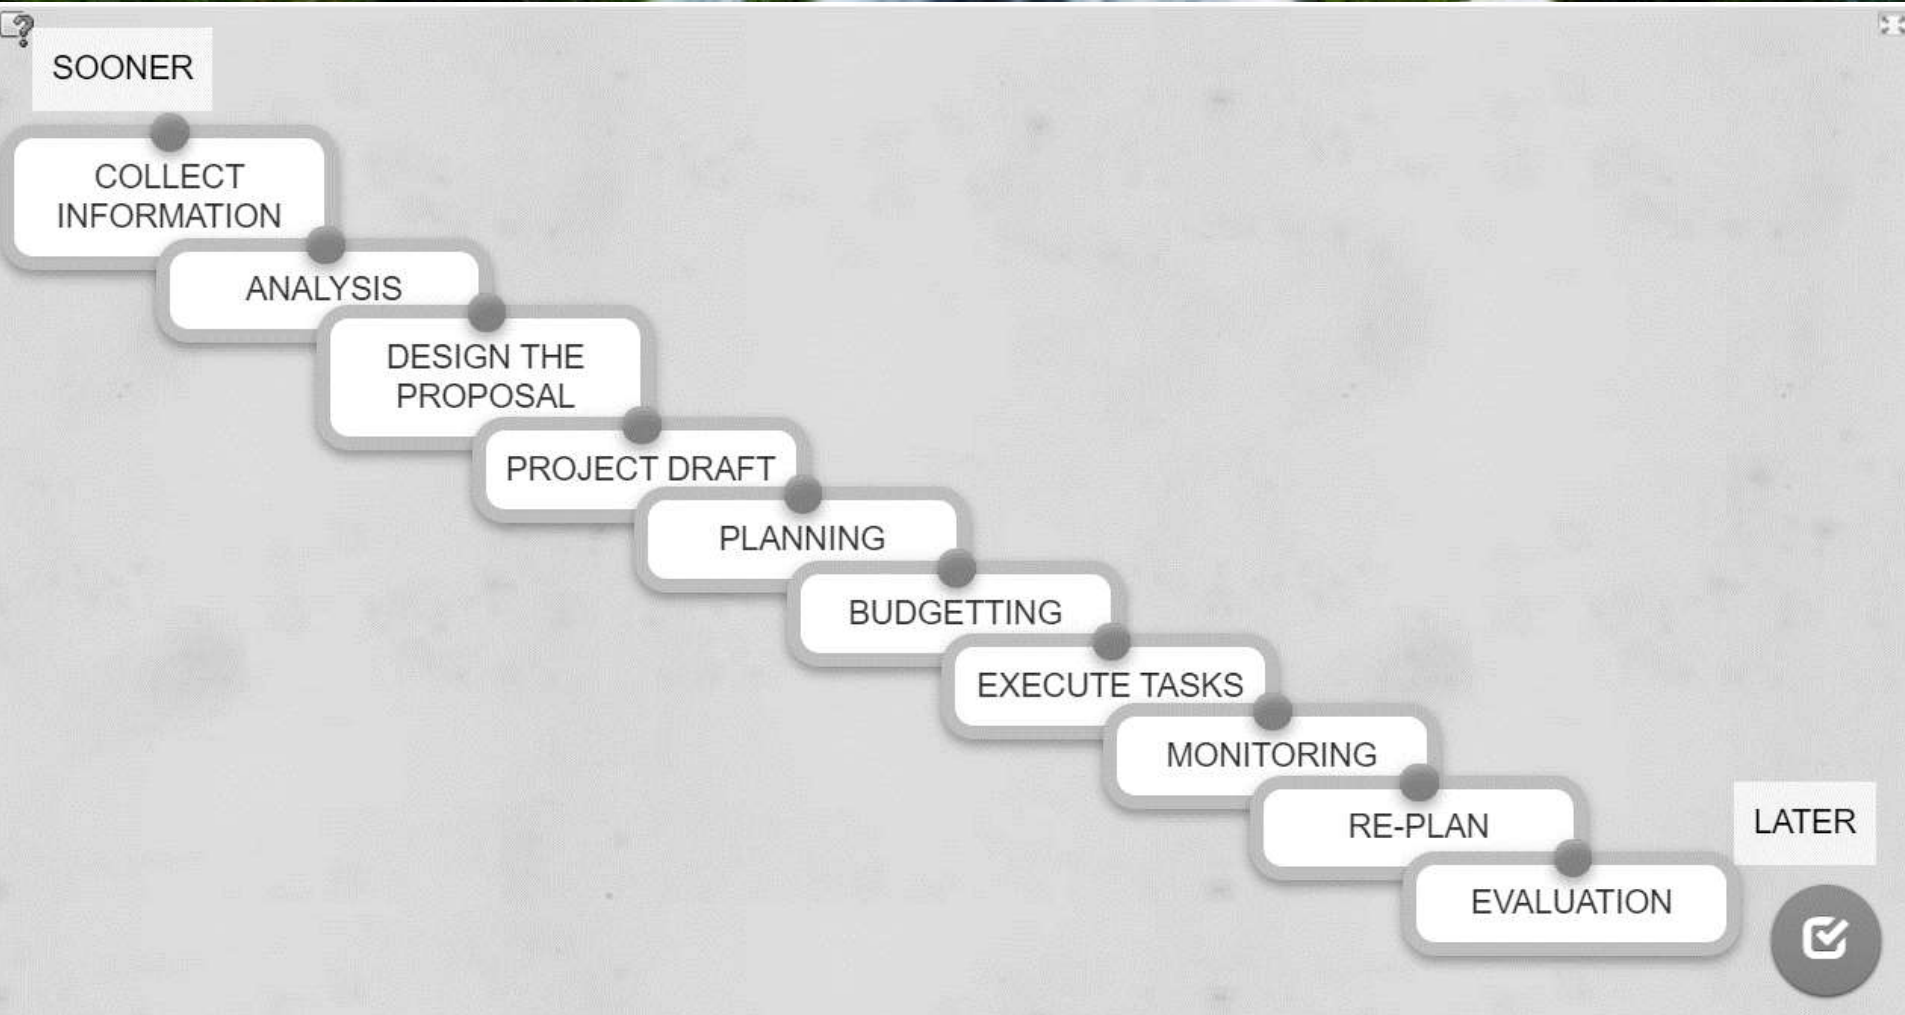 ?
SOONER
COLLECT
INFORMATION
ANALYSIS
DESIGN THE
PROPOSAL
PROJECT DRAFT
PLANNING
BUDGETTING
EXECUTE TASKS
MONITORING
RE-PLAN
LATER
EVALUATION